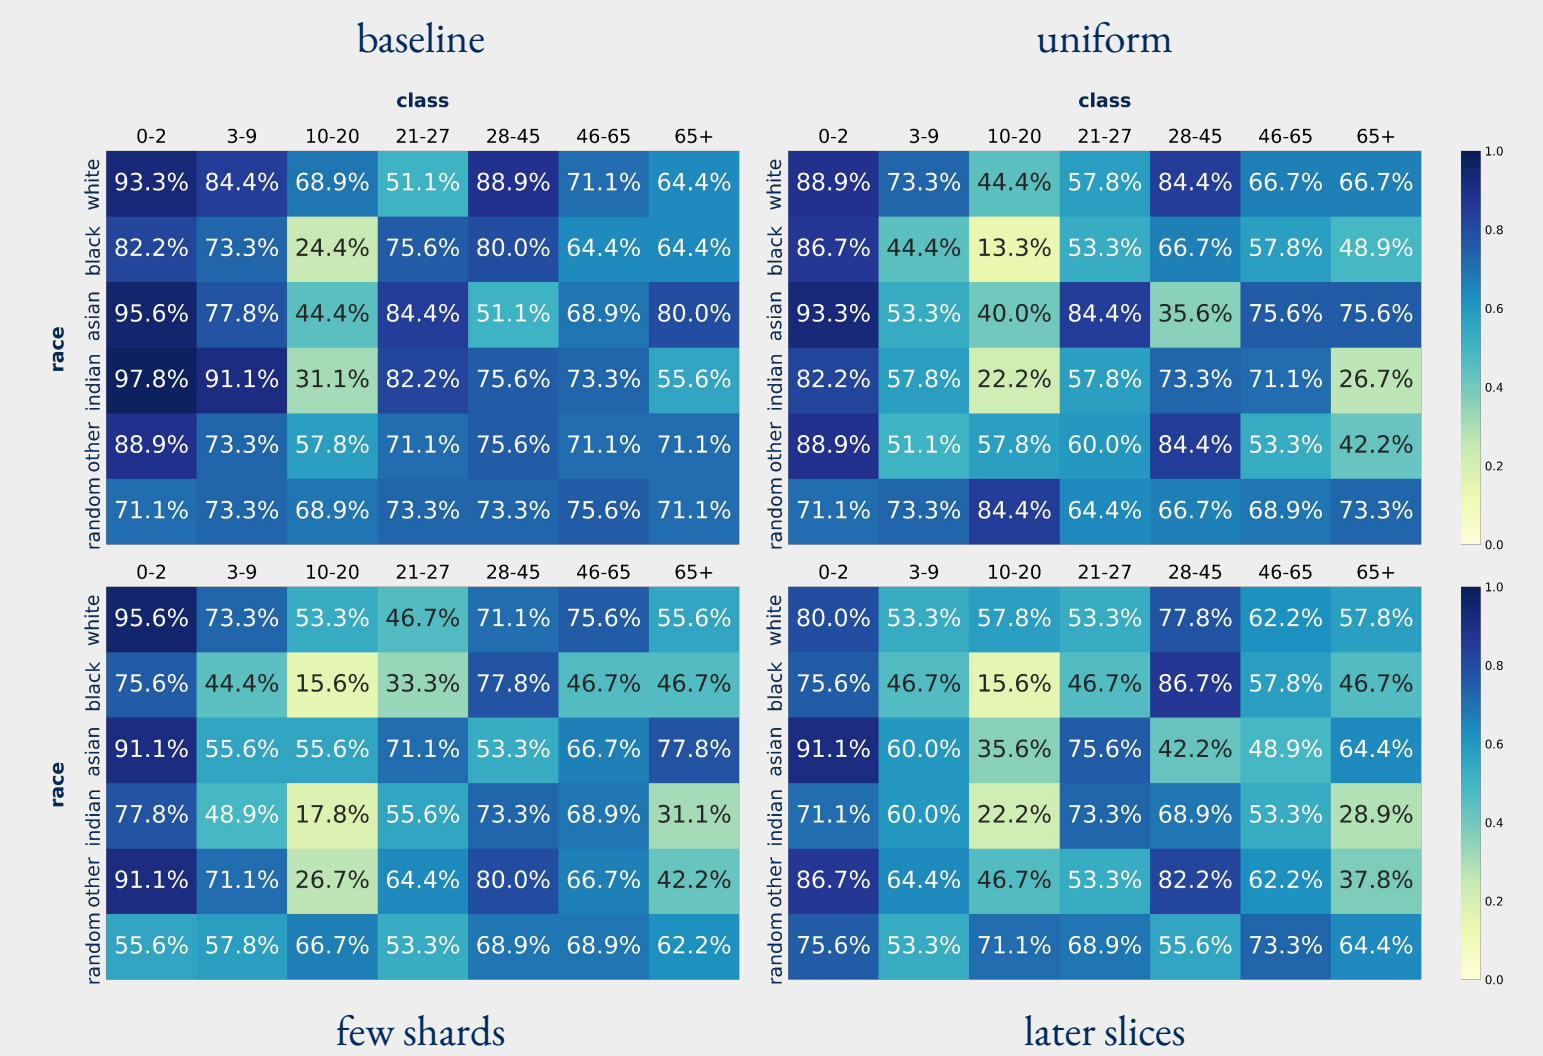 baseline
uniform
class
class
0-2 3-9 10-20 21-27 28-45 46-65 65+
0-2 3-9 10-20 21-27 28-45 46-65 65+
race
white 93.3% 84.4% 68.9% 51.1% 88.9% 71.1% 64.4%
black 82.2% 73.3% 24.4% 75.6% 80.0% 64.4% 64.4%
asian 95.6% 77.8% 44.4% 84.4% 51.1% 68.9% 80.0%
indian 97.8% 91.1% 31.1% 82.2% 75.6% 73.3% 55.6%
other 88.9% 73.3% 57.8% 71.1% 75.6% 71.1% 71.1%
random 71.1% 73.3% 68.9% 73.3% 73.3% 75.6% 71.1%
white 88.9% 73.3% 44.4% 57.8% 84.4% 66.7% 66.7%
black 86.7% 44.4% 13.3% 53.3% 66.7% 57.8% 48.9%
asian 93.3% 53.3% 40.0% 84.4% 35.6% 75.6% 75.6%
indian 82.2% 57.8% 22.2% 57.8% 73.3% 71.1% 26.7%
other 88.9% 51.1% 57.8% 60.0% 84.4% 53.3% 42.2%
random 71.1% 73.3% 84.4% 64.4% 66.7% 68.9% 73.3%
1.0
0.8
0.6
0.4
0.2
0.0
0-2 3-9 10-20 21-27 28-45 46-65 65+
0-2 3-9 10-20 21-27 28-45 46-65 65+
race
white 95.6% 73.3% 53.3% 46.7% 71.1% 75.6% 55.6%
black 75.6% 44.4% 15.6% 33.3% 77.8% 46.7% 46.7%
asian 91.1% 55.6% 55.6% 71.1% 53.3% 66.7% 77.8%
indian 77.8% 48.9% 17.8% 55.6% 73.3% 68.9% 31.1%
other 91.1% 71.1% 26.7% 64.4% 80.0% 66.7% 42.2%
random 55.6% 57.8% 66.7% 53.3% 68.9% 68.9% 62.2%
white 80.0% 53.3% 57.8% 53.3% 77.8% 62.2% 57.8%
black 75.6% 46.7% 15.6% 46.7% 86.7% 57.8% 46.7%
asian 91.1% 60.0% 35.6% 75.6% 42.2% 48.9% 64.4%
indian 71.1% 60.0% 22.2% 73.3% 68.9% 53.3% 28.9%
other 86.7% 64.4% 46.7% 53.3% 82.2% 62.2% 37.8%
random 75.6% 53.3% 71.1% 68.9% 55.6% 73.3% 64.4%
1.0
0.8
0.6
0.4
0.2
0.0
few shards
later slices